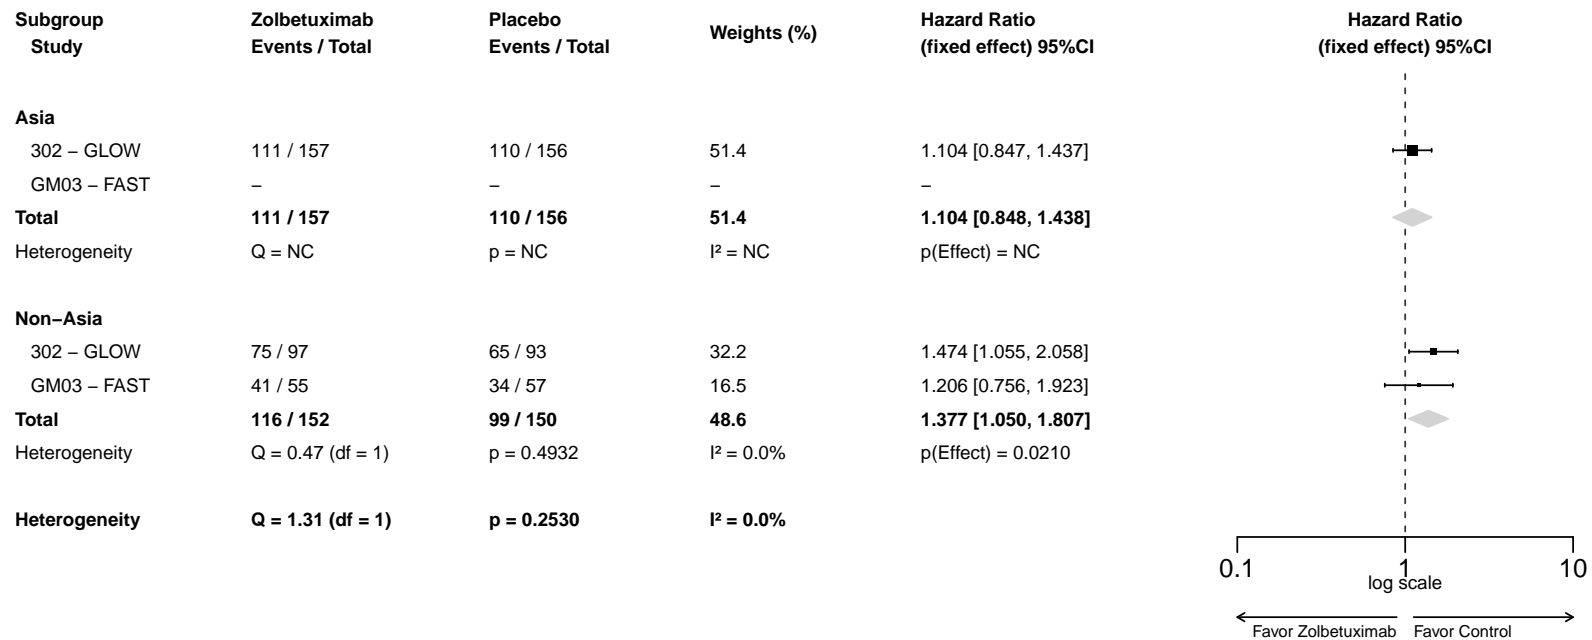 Subgroup Zolbetuximab Placebo Weights (%) Hazard Ratio Hazard Ratio
Study Events / Total Events / Total (fixed effect) 95%CI (fixed effect) 95%CI
Asia
302 − GLOW 111 / 157 110 / 156 51.4 1.104 [0.847, 1.437]
GM03 − FAST − − − −
Total 111 / 157 110 / 156 51.4 1.104 [0.848, 1.438]
Heterogeneity Q = NC p = NC I² = NC p(Effect) = NC
Non−Asia
302 − GLOW 75 / 97 65 / 93 32.2 1.474 [1.055, 2.058]
GM03 − FAST 41 / 55 34 / 57 16.5 1.206 [0.756, 1.923]
Total 116 / 152 99 / 150 48.6 1.377 [1.050, 1.807]
Heterogeneity Q = 0.47 (df = 1) p = 0.4932 I² = 0.0% p(Effect) = 0.0210
Heterogeneity Q = 1.31 (df = 1) p = 0.2530 I² = 0.0%
0.1 1 10
log scale
Favor Zolbetuximab Favor Control